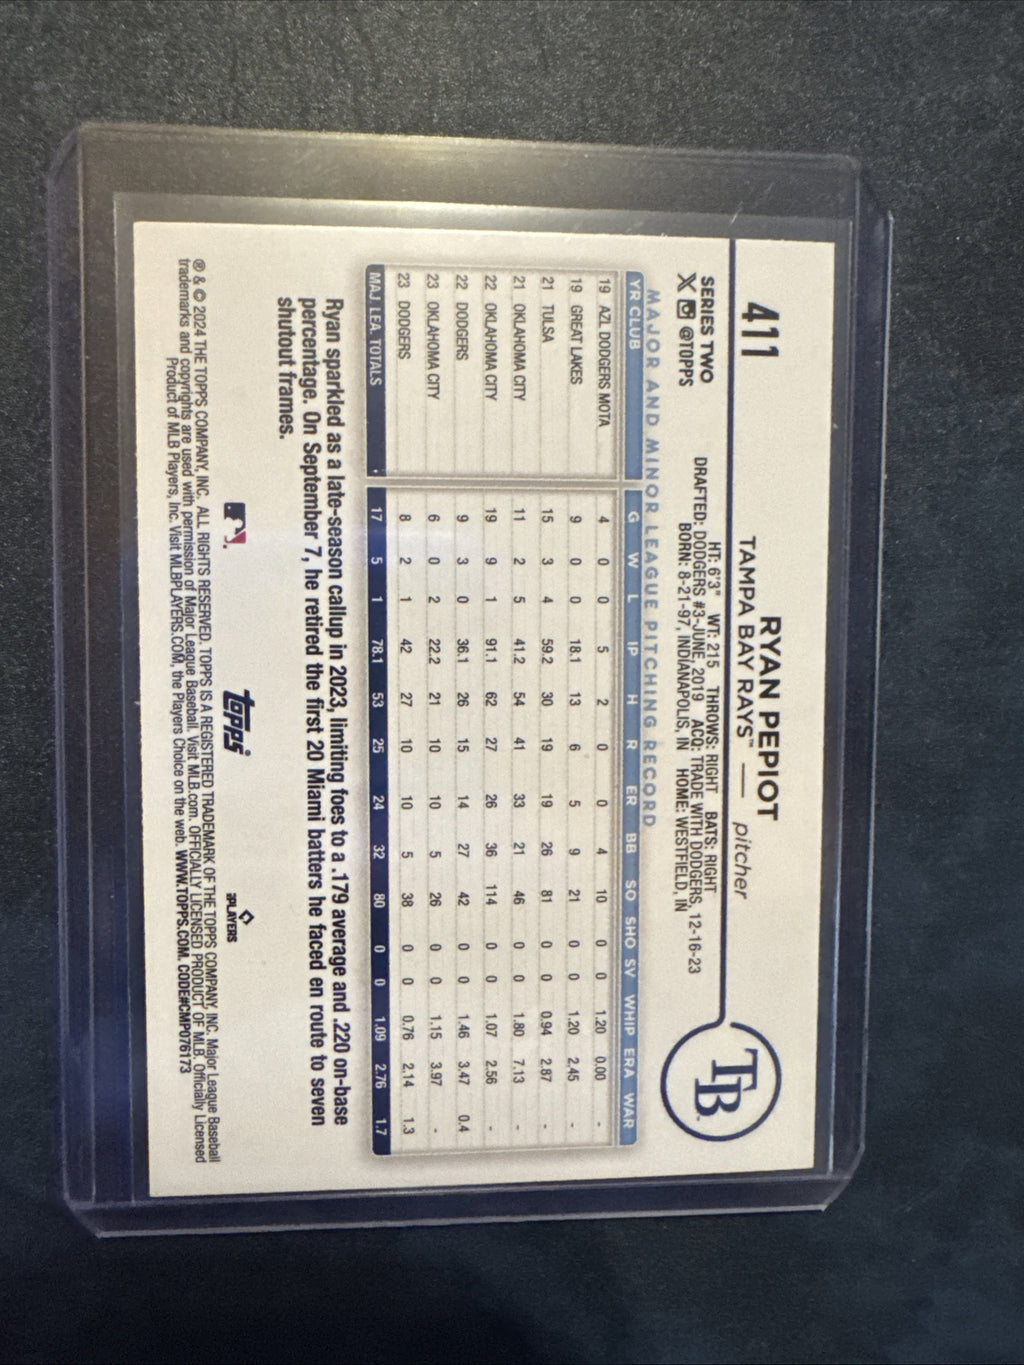 411
RYAN PEPIOT
TAMPA BAY RAYS™ — pitcher
SERIES TWO
@TOPPS
HT: 6'3" WT: 215 THROWS: RIGHT BATS: RIGHT
DRAFTED: DODGERS #3-JUNE, 2019 ACQ: TRADE WITH DODGERS, 12-16-23
BORN: 8-21-97, INDIANAPOLIS, IN HOME: WESTFIELD, IN
TB
MAJOR AND MINOR LEAGUE PITCHING RECORD
YR CLUB G W L IP H R ER BB SO SHO SV WHIP ERA WAR
19 AZL DODGERS MOTA 4 0 0 5 2 0 0 4 10 0 0 1.20 0.00 -
19 GREAT LAKES 9 0 0 18.1 13 6 5 9 21 0 0 1.20 2.45 -
21 TULSA 15 3 4 59.2 30 19 19 26 81 0 0 0.94 2.87 -
21 OKLAHOMA CITY 11 2 5 41.2 54 41 33 21 46 0 0 1.80 7.13 -
22 OKLAHOMA CITY 19 9 1 91.1 62 27 26 36 114 0 0 1.07 2.56 -
22 DODGERS 9 3 0 36.1 26 15 14 27 42 0 0 1.46 3.47 0.4
23 OKLAHOMA CITY 6 0 2 22.2 21 10 10 5 26 0 0 1.15 3.97 -
23 DODGERS 8 2 1 42 27 10 10 5 38 0 0 0.76 2.14 1.3
MAJ. LEA. TOTALS 17 5 1 78.1 53 25 24 32 80 0 0 1.09 2.76 1.7
Ryan sparkled as a late-season callup in 2023, limiting foes to a .179 average and .220 on-base
percentage. On September 7, he retired the first 20 Miami batters he faced en route to seven
shutout frames.
topps
PLAYERS
® & © 2024 THE TOPPS COMPANY, INC. ALL RIGHTS RESERVED. TOPPS IS A REGISTERED TRADEMARK OF THE TOPPS COMPANY, INC. Major League Baseball
trademarks and copyrights are used with permission of Major League Baseball. Visit MLB.com. OFFICIALLY LICENSED PRODUCT OF MLB. Officially Licensed
Product of MLB Players, Inc. Visit MLBPLAYERS.COM, the Players Choice on the web. WWW.TOPPS.COM. CODE#CMP076173